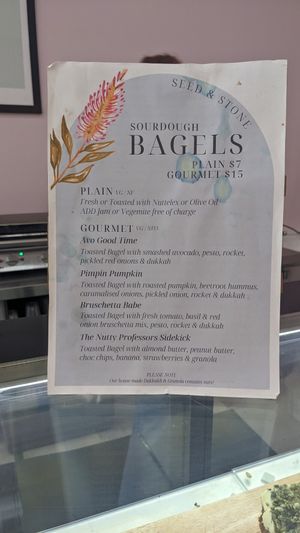 SEED & STONE
SOURDOUGH
BAGELS
PLAIN $7
GOURMET $15
PLAIN VG · NF
Fresh or Toasted with Nuttelex or Olive Oil
ADD Jam or Vegemite free of charge
GOURMET VG ·
Avo Good Time
Toasted Bagel with smashed avocado, pesto, rocket,
pickled red onions & dukkah
Pimpin Pumpkin
Toasted Bagel with roasted pumpkin, beetroot hummus,
caramalised onions, pickled onion, rocket & dukkah
Bruschetta Babe
Toasted Bagel with fresh tomato, basil & red
onion bruschetta mix, pesto, rocket & dukkah
The Nutty Professors Sidekick
Toasted Bagel with almond butter, peanut butter,
choc chips, banana, strawberries & granola
PLEASE NOTE
Our house made Dukkah & Granola contains nuts!